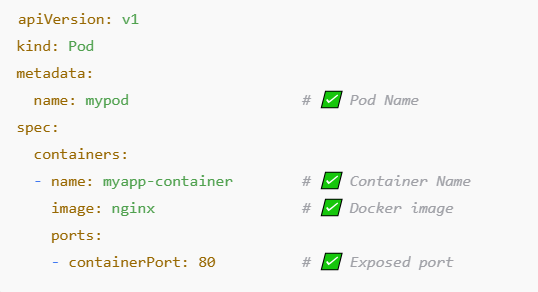 apiVersion: v1
kind: Pod
metadata:
  name: mypod                    # ✅ Pod Name
spec:
  containers:
  - name: myapp-container        # ✅ Container Name
    image: nginx                 # ✅ Docker image
    ports:
    - containerPort: 80          # ✅ Exposed port